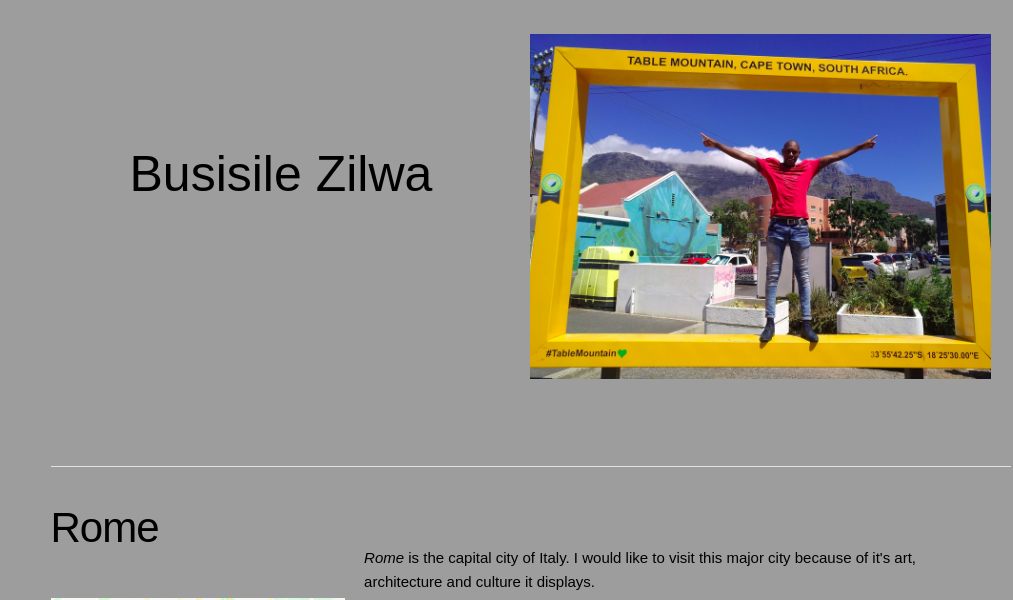 TABLE MOUNTAIN, CAPE TOWN, SOUTH AFRICA.
Busisile Zilwa
#TableMountain💚
33°55'42.25"S, 18°25'30.00"E
Rome
Rome is the capital city of Italy. I would like to visit this major city because of it's art,
architecture and culture it displays.